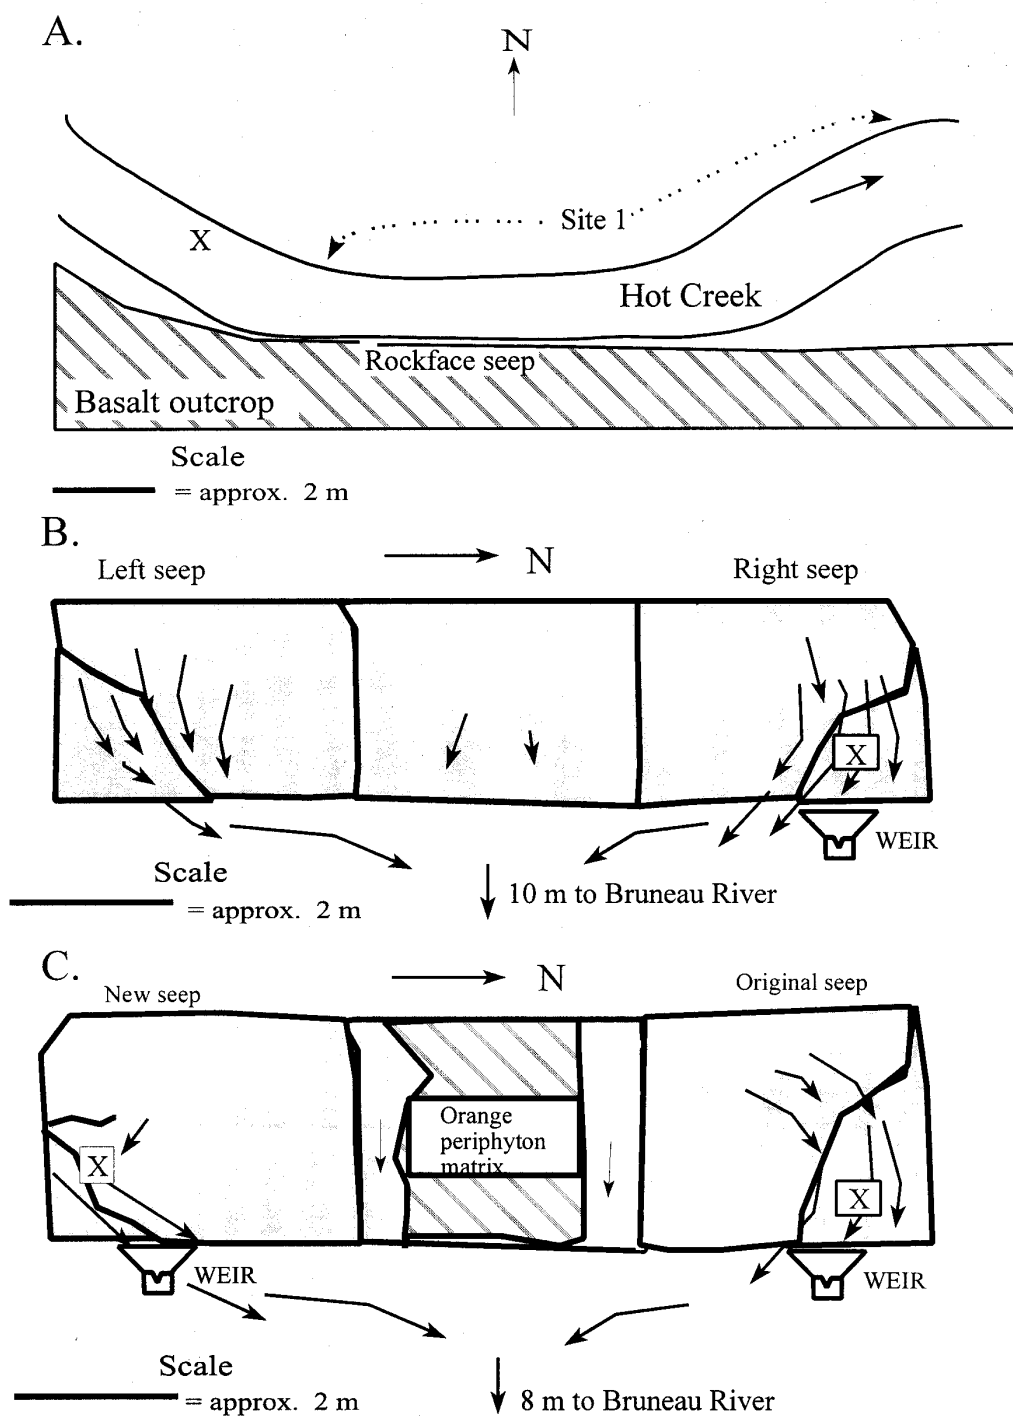 A.
N
Site 1
X
Hot Creek
Rockface seep
Basalt outcrop
Scale
= approx. 2 m
B.
N
Left seep
Right seep
X
WEIR
Scale
= approx. 2 m
10 m to Bruneau River
C.
N
New seep
Original seep
Orange
periphyton
matrix
X
X
WEIR
WEIR
Scale
= approx. 2 m
8 m to Bruneau River